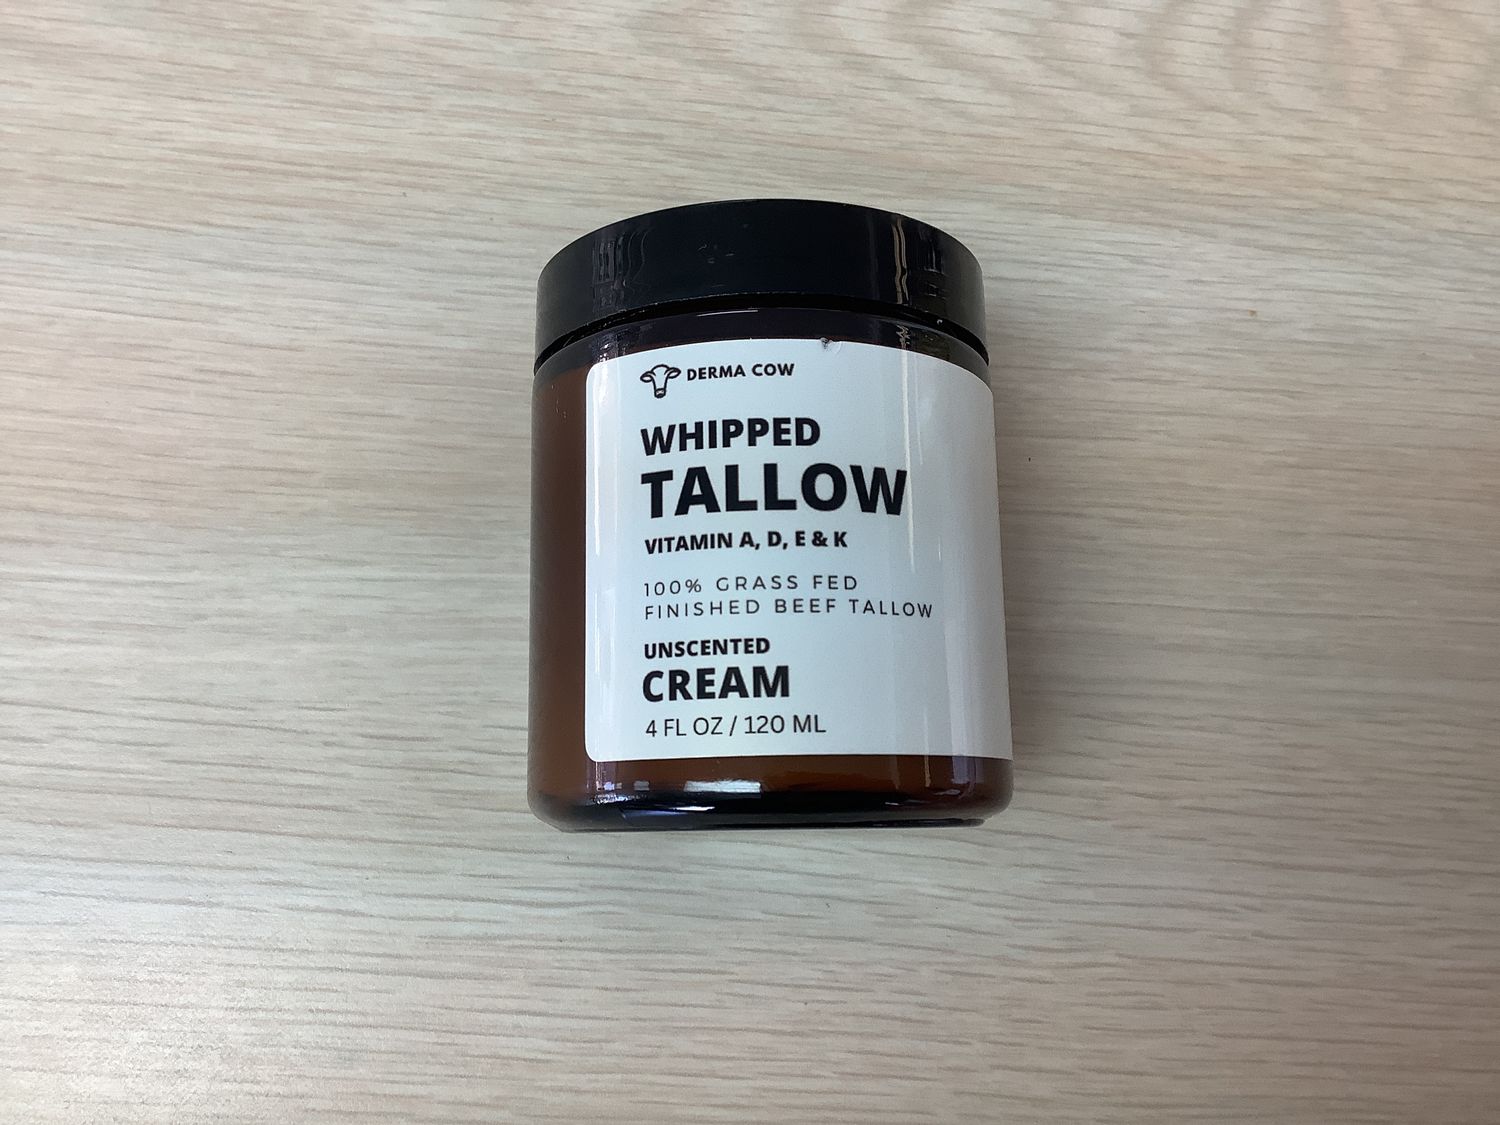 DERMA COW
WHIPPED
TALLOW
VITAMIN A, D, E & K
100% GRASS FED
FINISHED BEEF TALLOW
UNSCENTED
CREAM
4 FL OZ / 120 ML